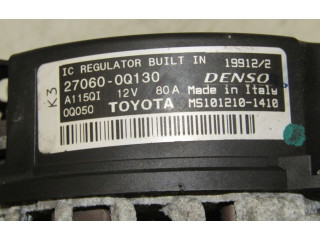 IC REGULATOR BUILT IN 19912/2
K3 27060-0Q130 DENSO
A115QI 12V 80A Made in Italy
0Q050 TOYOTA MS101210-1410